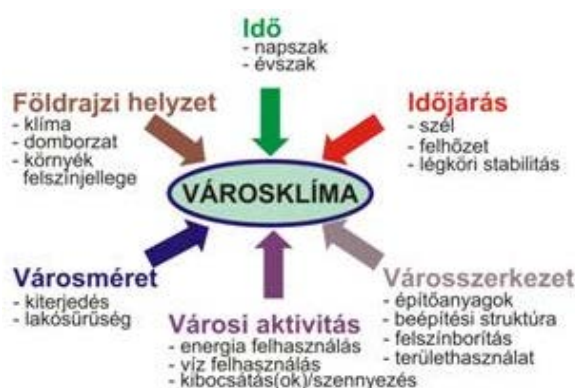 Idő
- napszak
- évszak
Földrajzi helyzet
- klíma
- domborzat
- környék
felszínjellege
Időjárás
- szél
- felhőzet
- légköri stabilitás
VÁROSKLÍMA
Városméret
- kiterjedés
- lakósűrűség
Városi aktivitás
- energia felhasználás
- víz felhasználás
- kibocsátás(ok)/szennyezés
Városszerkezet
- építőanyagok
- beépítési struktúra
- felszínborítás
- területhasználat